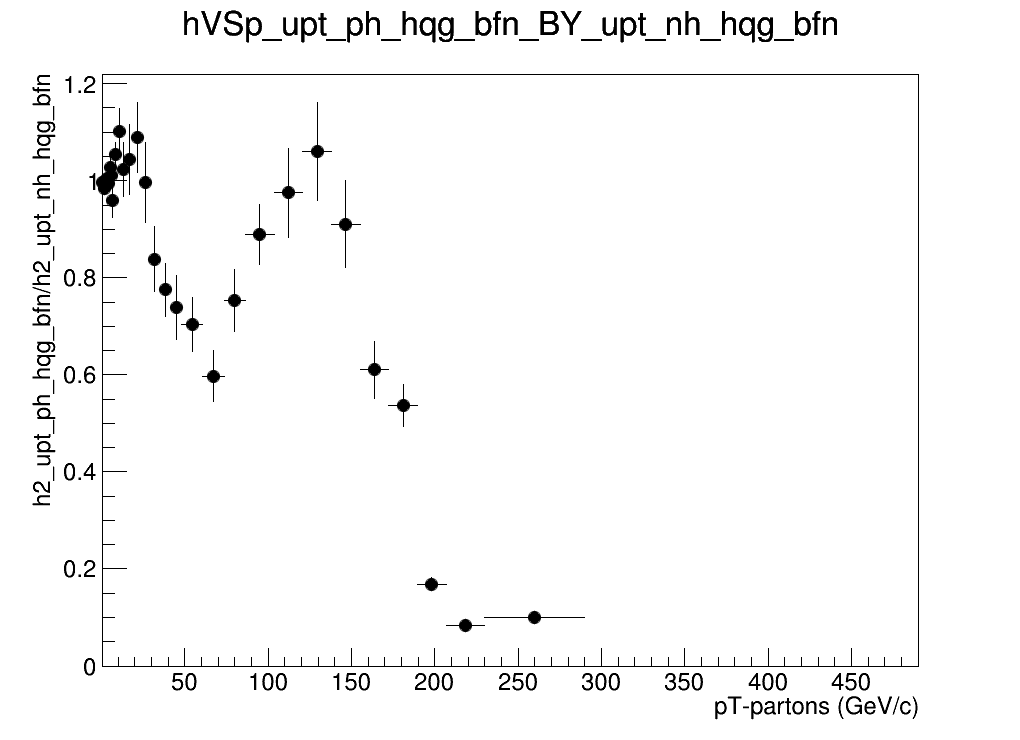 hVSp_upt_ph_hqg_bfn_BY_upt_nh_hqg_bfn
h2_upt_ph_hqg_bfn/h2_upt_nh_hqg_bfn
1.2
1
0.8
0.6
0.4
0.2
0
50 100 150 200 250 300 350 400 450
pT-partons (GeV/c)